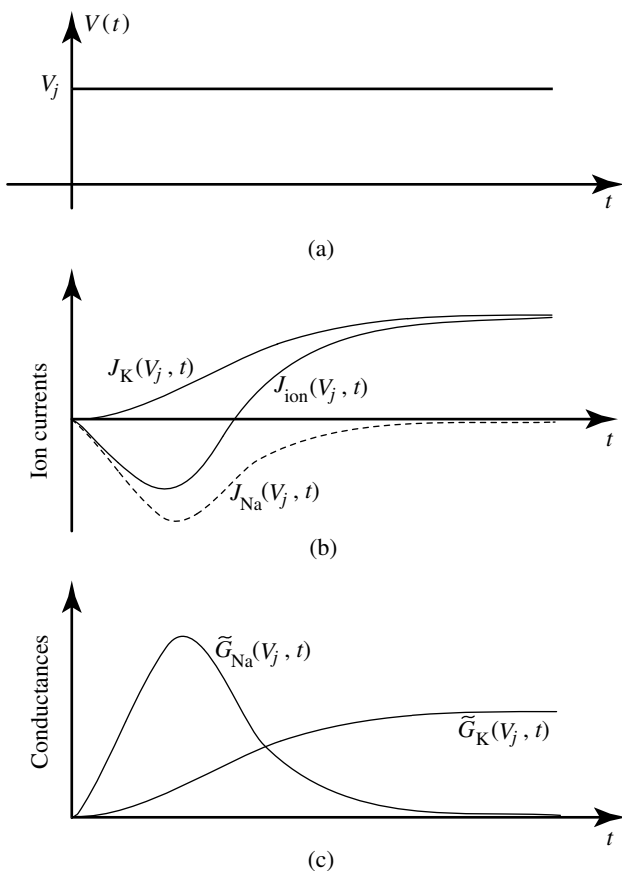 V(t)
V_j
t
(a)
J_K(V_j, t)
J_ion(V_j, t)
Ion currents
t
J_Na(V_j, t)
(b)
G̃_Na(V_j, t)
Conductances
G̃_K(V_j, t)
t
(c)